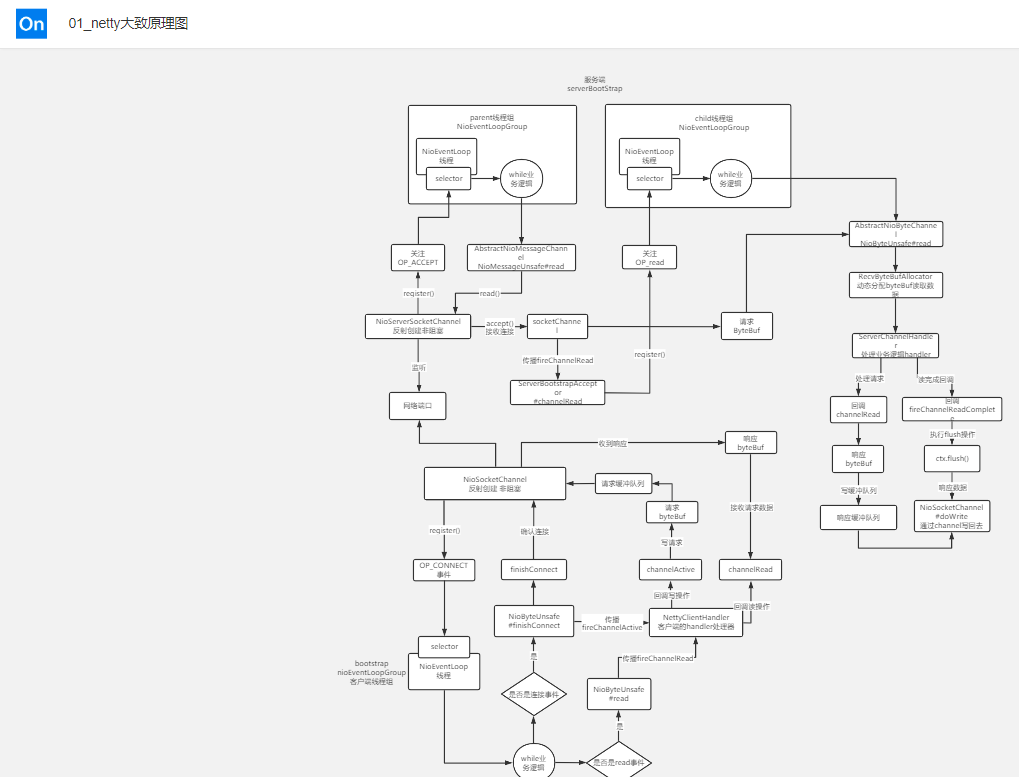 On
01_netty大致原理图
服务端
serverBootStrap
parent线程组
NioEventLoopGroup
NioEventLoop
线程
selector
while业
务逻辑
child线程组
NioEventLoopGroup
NioEventLoop
线程
selector
while业
务逻辑
关注
OP_ACCEPT
AbstractNioMessageChann
el
NioMessageUnsafe#read
关注
OP_read
AbstractNioByteChanne
l
NioByteUnsafe#read
register()
read()
RecvByteBufAllocator
动态分配byteBuf读取数
据
NioServerSocketChannel
反射创建非阻塞
accept()
接收连接
socketChanne
l
请求
ByteBuf
ServerChannelHandle
r
处理业务逻辑handler
监听
传播fireChannelRead
register()
处理请求
读完成回调
ServerBootstrapAccept
or
#channelRead
网络端口
回调
channelRead
回调
fireChannelReadComplet
e
执行flush操作
收到响应
响应
byteBuf
响应
byteBuf
ctx.flush()
NioSocketChannel
反射创建 非阻塞
请求缓冲队列
写缓冲队列
响应数据
请求
byteBuf
接收请求数据
响应缓冲队列
NioSocketChannel
#doWrite
通过channel写回去
register()
确认连接
写请求
OP_CONNECT
事件
finishConnect
channelActive
channelRead
回调写操作
回调读操作
NioByteUnsafe
#finishConnect
传播
fireChannelActive
NettyClientHandler
客户端的handler处理器
selector
是
传播fireChannelRead
bootstrap
nioEventLoopGroup
客户端线程组
NioEventLoop
线程
是否是连接事件
NioByteUnsafe
#read
是
while业
务逻辑
是否是read事件